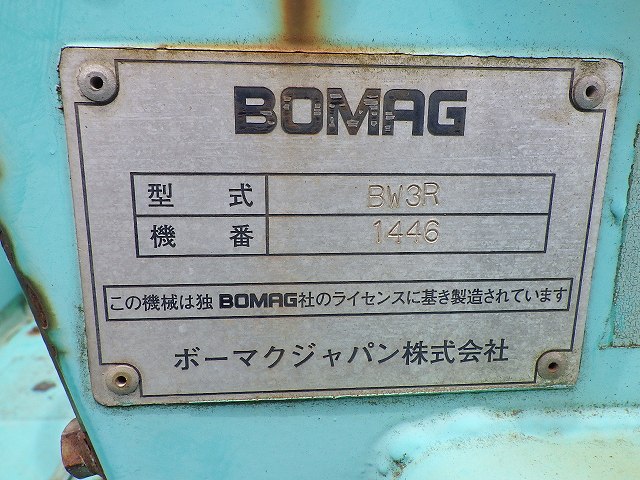 BOMAG
型式 BW3R
機番 1446
この機械は独BOMAG社のライセンスに基き製造されています
ボーマクジャパン株式会社